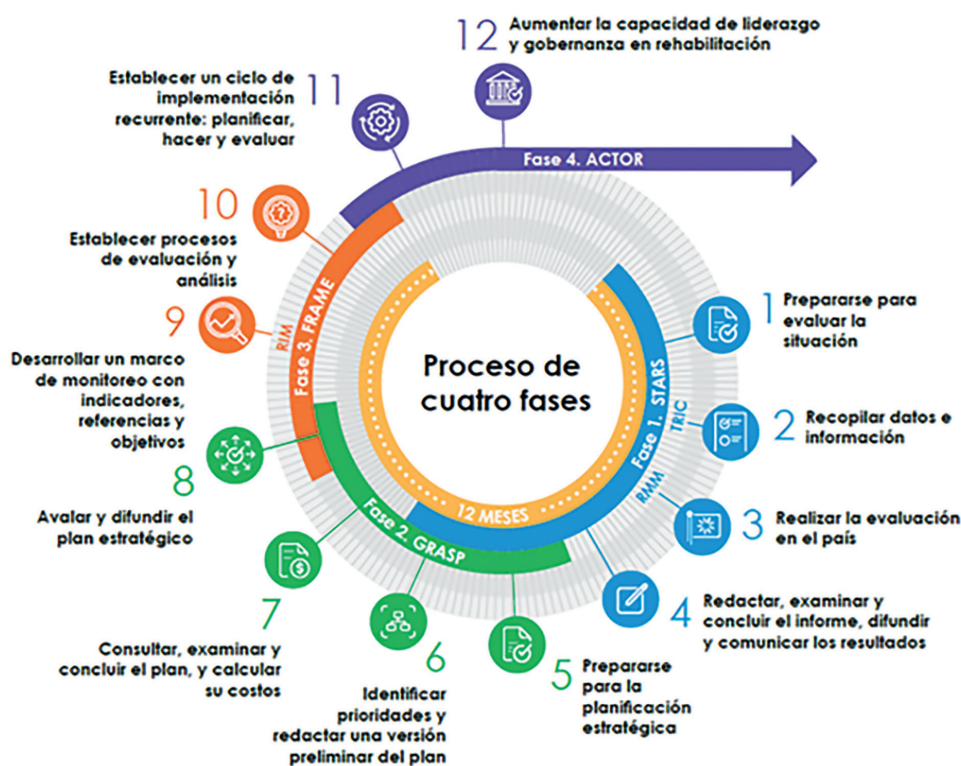 Proceso de
cuatro fases
12 MESES
Fase 1. STARS
TRIC
RMM
1
Prepararse para
evaluar la
situación
2
Recopilar datos e
información
3
Realizar la evaluación
en el país
4
Redactar, examinar y
concluir el informe, difundir
y comunicar los resultados
Fase 2. GRASP
5
Prepararse
para la
planificación
estratégica
6
Identificar
prioridades y
redactar una versión
preliminar del plan
7
Consultar, examinar y
concluir el plan, y calcular
su costos
8
Avalar y difundir el
plan estratégico
Fase 3. FRAME
RIM
9
Desarrollar un marco
de monitoreo con
indicadores,
referencias y
objetivos
10
Establecer procesos
de evaluación y
análisis
Fase 4. ACTOR
11
Establecer un ciclo de
implementación
recurrente: planificar,
hacer y evaluar
12
Aumentar la capacidad de liderazgo
y gobernanza en rehabilitación